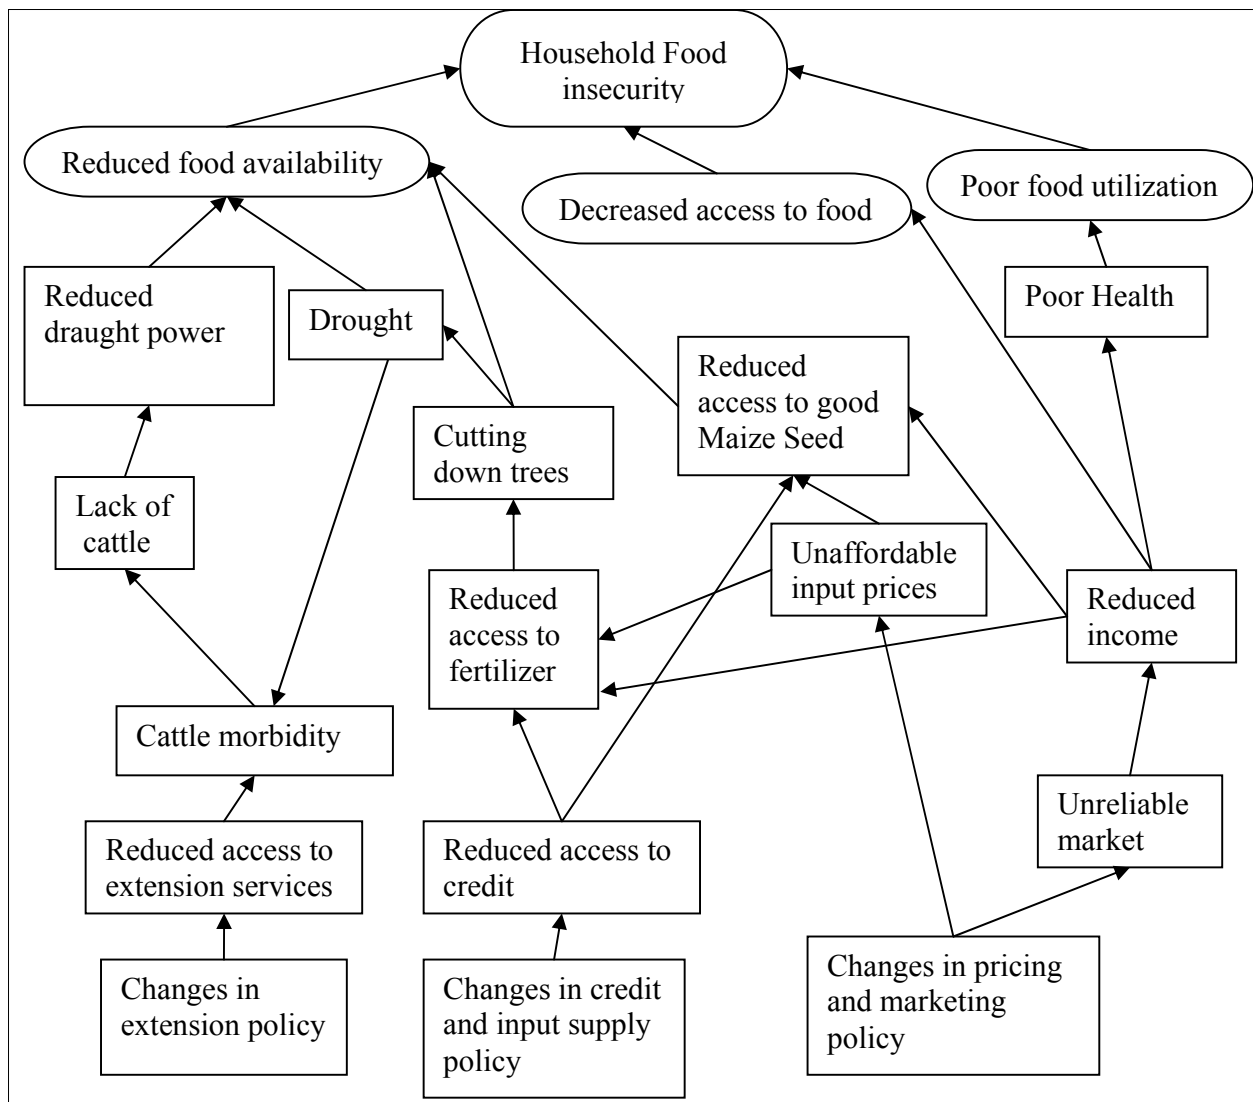 Household Food
insecurity
Reduced food availability
Decreased access to food
Poor food utilization
Reduced
draught power
Drought
Poor Health
Reduced
access to good
Maize Seed
Cutting
down trees
Lack of
cattle
Unaffordable
input prices
Reduced
access to
fertilizer
Reduced
income
Cattle morbidity
Unreliable
market
Reduced access to
extension services
Reduced access to
credit
Changes in
extension policy
Changes in credit
and input supply
policy
Changes in pricing
and marketing
policy